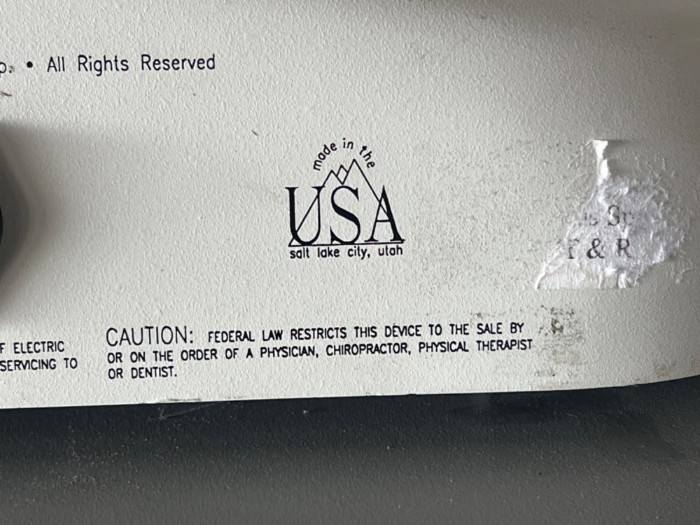 • All Rights Reserved
made in the
USA
salt lake city, utah
& R
F ELECTRIC
SERVICING TO
CAUTION: FEDERAL LAW RESTRICTS THIS DEVICE TO THE SALE BY
OR ON THE ORDER OF A PHYSICIAN, CHIROPRACTOR, PHYSICAL THERAPIST
OR DENTIST.